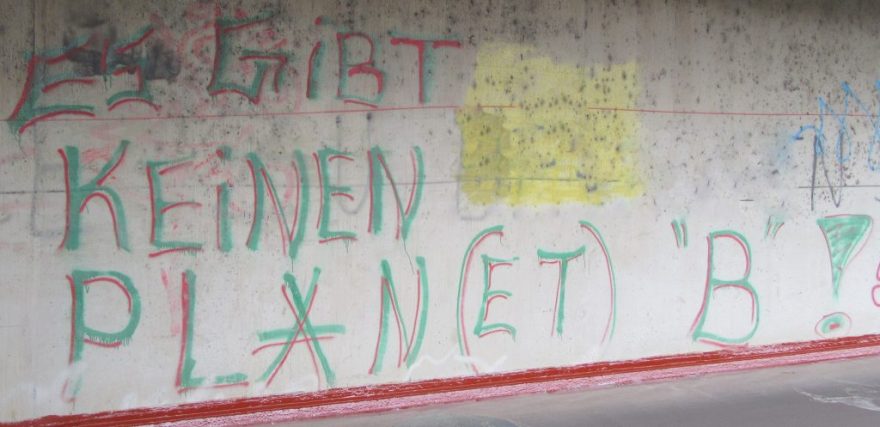 ES GiBT
KEiNEN
PLAN(ET) "B"!